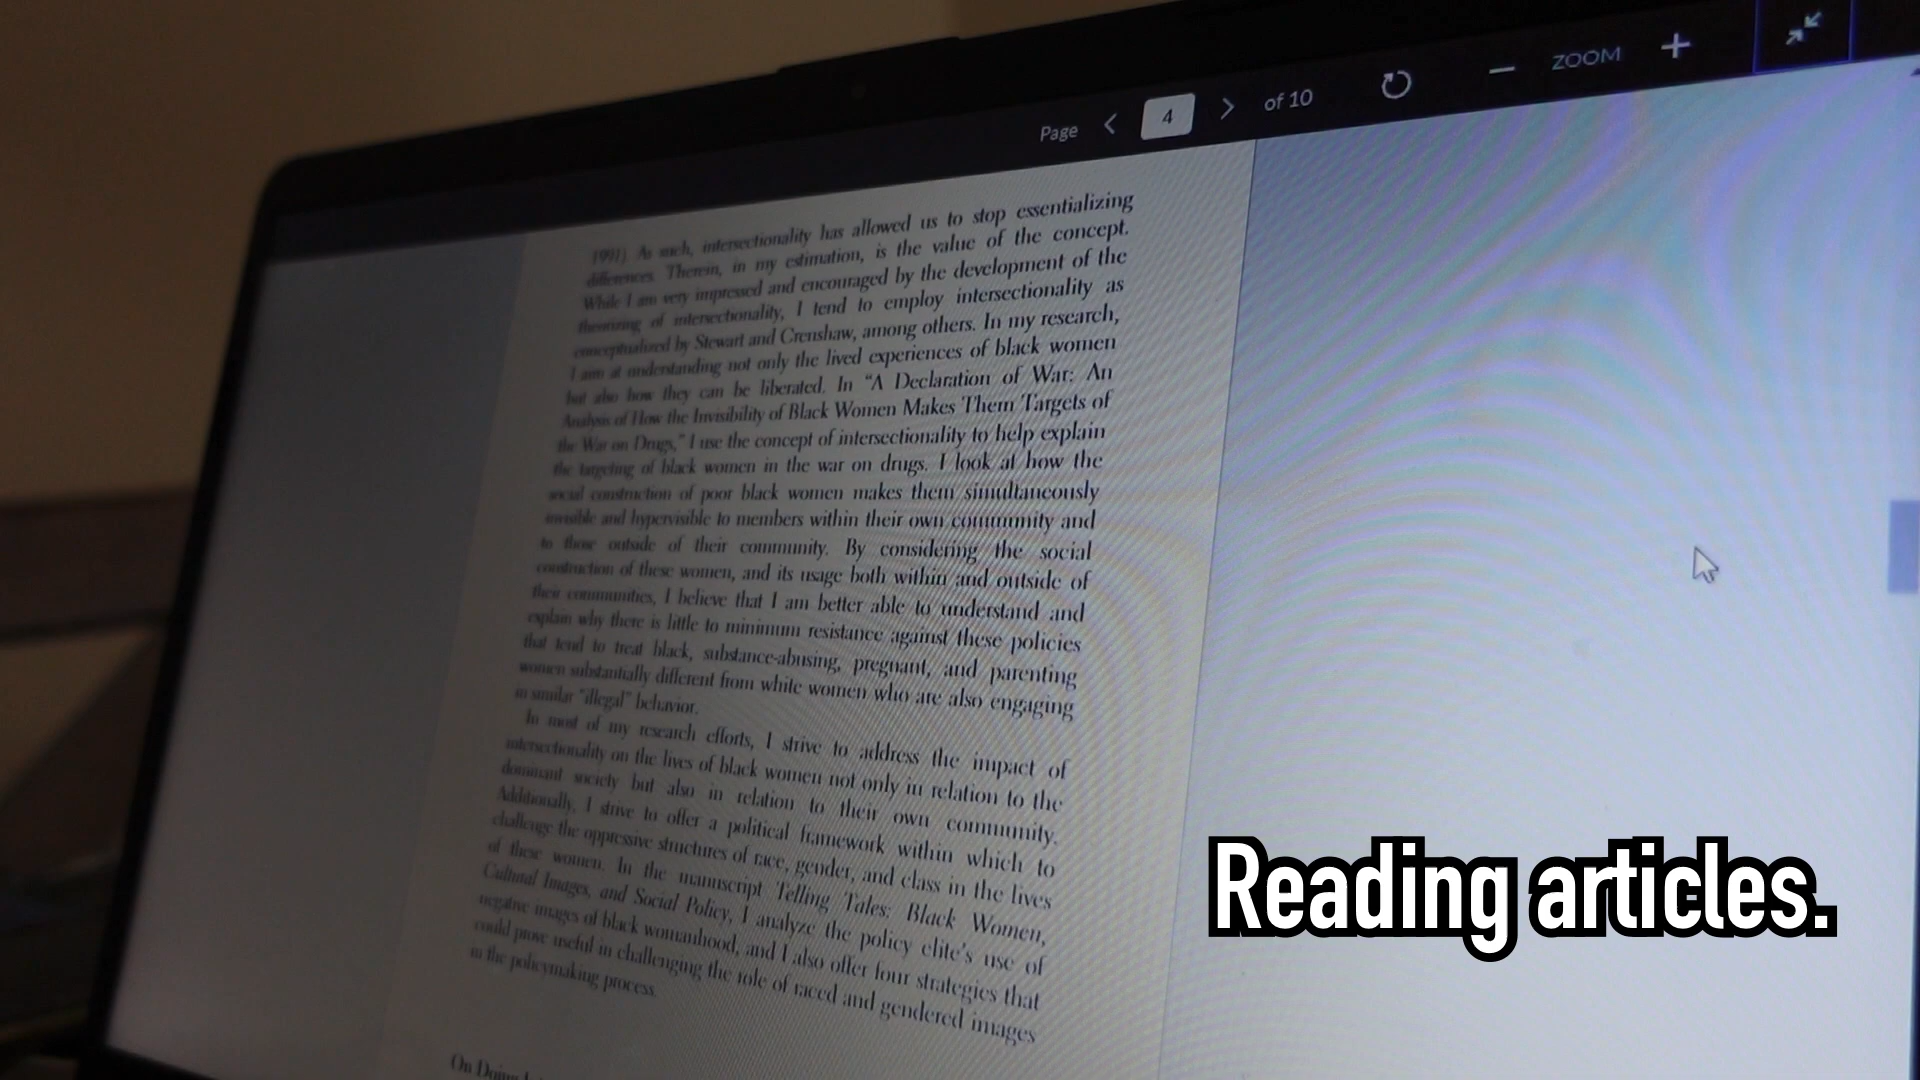 Page
4
of 10
ZOOM
1991). As such, intersectionality has allowed us to stop essentializing
differences. Therein, in my estimation, is the value of the concept.
While I am very impressed and encouraged by the development of the
theorizing of intersectionality, I tend to employ intersectionality as
conceptualized by Stewart and Crenshaw, among others. In my research,
I am at understanding not only the lived experiences of black women
but also how they can be liberated. In “A Declaration of War: An
Analysis of How the Invisibility of Black Women Makes Them Targets of
the War on Drugs,” I use the concept of intersectionality to help explain
the targeting of black women in the war on drugs. I look at how the
social construction of poor black women makes them simultaneously
invisible and hypervisible to members within their own community and
to those outside of their community. By considering the social
construction of these women, and its usage both within and outside of
their communities, I believe that I am better able to understand and
explain why there is little to minimum resistance against these policies
that tend to treat black, substance-abusing, pregnant, and parenting
women substantially different from white women who are also engaging
in similar “illegal” behavior.
In most of my research efforts, I strive to address the impact of
intersectionality on the lives of black women not only in relation to the
dominant society but also in relation to their own community.
Additionally, I strive to offer a political framework within which to
challenge the oppressive structures of race, gender, and class in the lives
of these women. In the manuscript Telling Tales: Black Women,
Cultural Images, and Social Policy, I analyze the policy elite’s use of
negative images of black womanhood, and I also offer four strategies that
could prove useful in challenging the role of raced and gendered images
in the policymaking process.
On Doing
Reading articles.